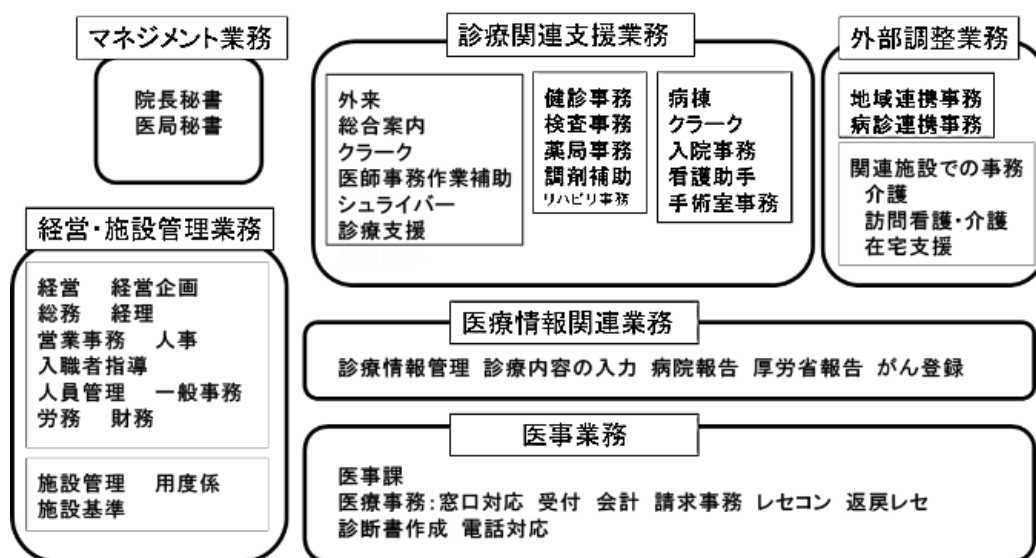 マネジメント業務
院長秘書
医局秘書
診療関連支援業務
外来
総合案内
クラーク
医師事務作業補助
シュライバー
診療支援
健診事務
検査事務
薬局事務
調剤補助
リハビリ事務
病棟
クラーク
入院事務
看護助手
手術室事務
外部調整業務
地域連携事務
病診連携事務
関連施設での事務
介護
訪問看護・介護
在宅支援
経営・施設管理業務
経営 経営企画
総務 経理
営業事務 人事
入職者指導
人員管理 一般事務
労務 財務
施設管理 用度係
施設基準
医療情報関連業務
診療情報管理 診療内容の入力 病院報告 厚労省報告 がん登録
医事業務
医事課
医療事務:窓口対応 受付 会計 請求事務 レセコン 返戻レセ
診断書作成 電話対応